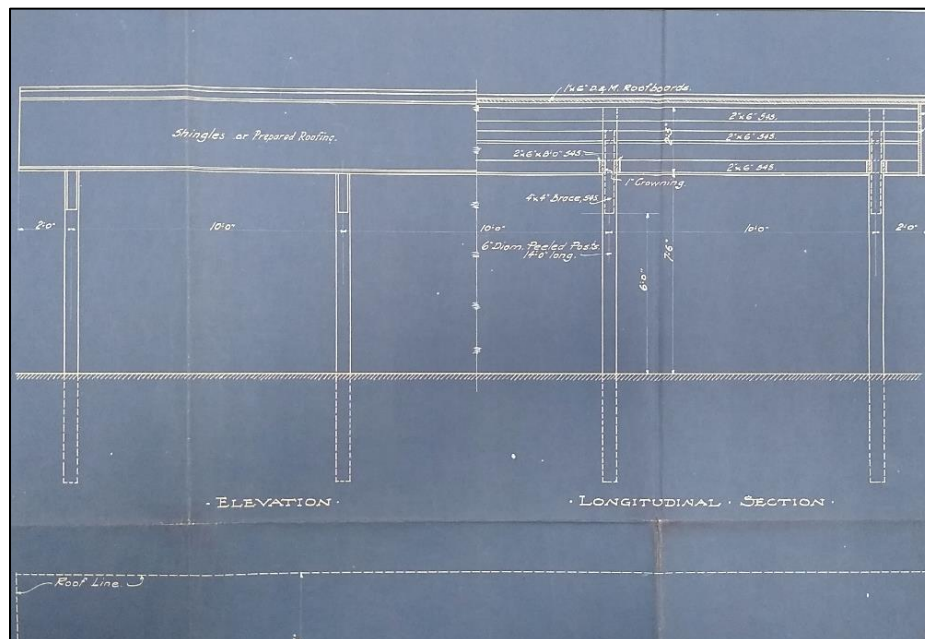 1"x6" D.&M. Roofboards.
Shingles or Prepared Roofing.
2"x6" S4S.
2'-3"
2"x6" S4S.
2"x6"x8'-0" S4S
2"x6" S4S.
1" Crowning.
4"x4" Brace, S4S
2'-0"
10'-0"
10'-0"
10'-0"
2'-0"
6" Diam. Peeled Posts.
14'-0" long.
7'-6"
6'-0"
· ELEVATION ·
· LONGITUDINAL · SECTION ·
Roof Line.